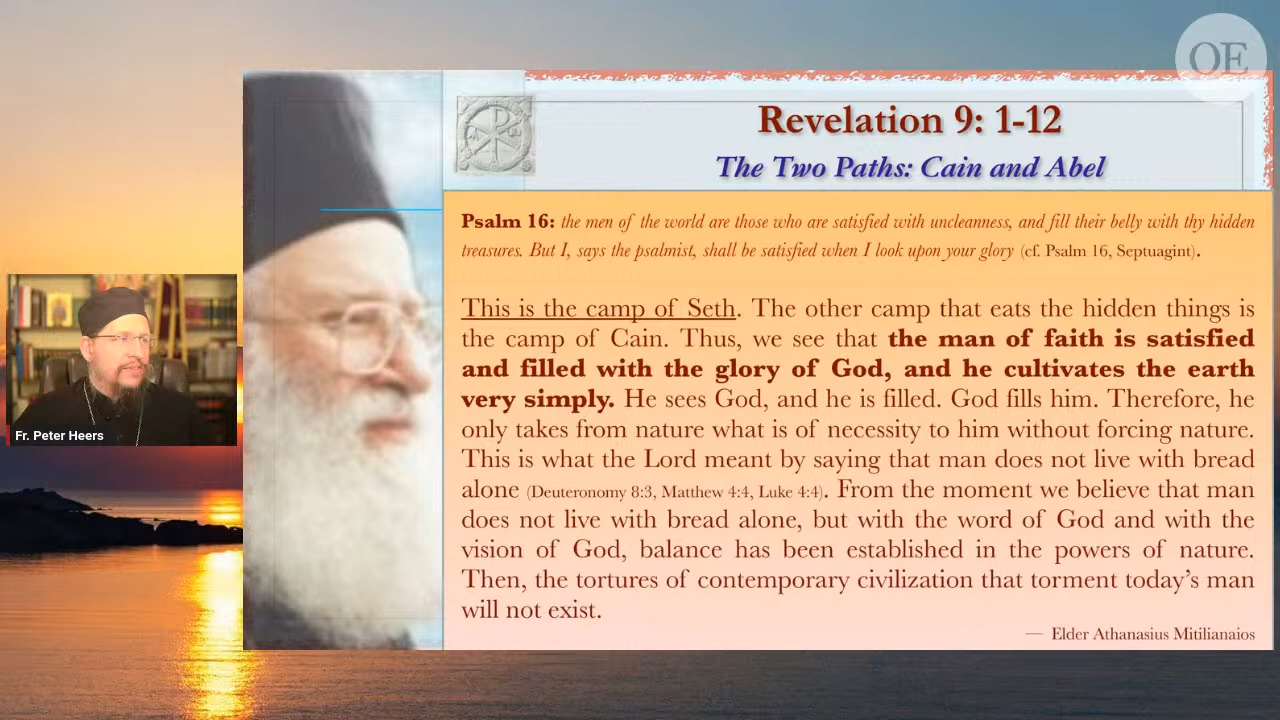 OE
Revelation 9: 1-12
The Two Paths: Cain and Abel
Psalm 16: the men of the world are those who are satisfied with uncleanness, and fill their belly with thy hidden
treasures. But I, says the psalmist, shall be satisfied when I look upon your glory (cf. Psalm 16, Septuagint).
This is the camp of Seth. The other camp that eats the hidden things is
the camp of Cain. Thus, we see that the man of faith is satisfied
and filled with the glory of God, and he cultivates the earth
very simply. He sees God, and he is filled. God fills him. Therefore, he
only takes from nature what is of necessity to him without forcing nature.
This is what the Lord meant by saying that man does not live with bread
alone (Deuteronomy 8:3, Matthew 4:4, Luke 4:4). From the moment we believe that man
does not live with bread alone, but with the word of God and with the
vision of God, balance has been established in the powers of nature.
Then, the tortures of contemporary civilization that torment today's man
will not exist.
— Elder Athanasius Mitilianaios
Fr. Peter Heers